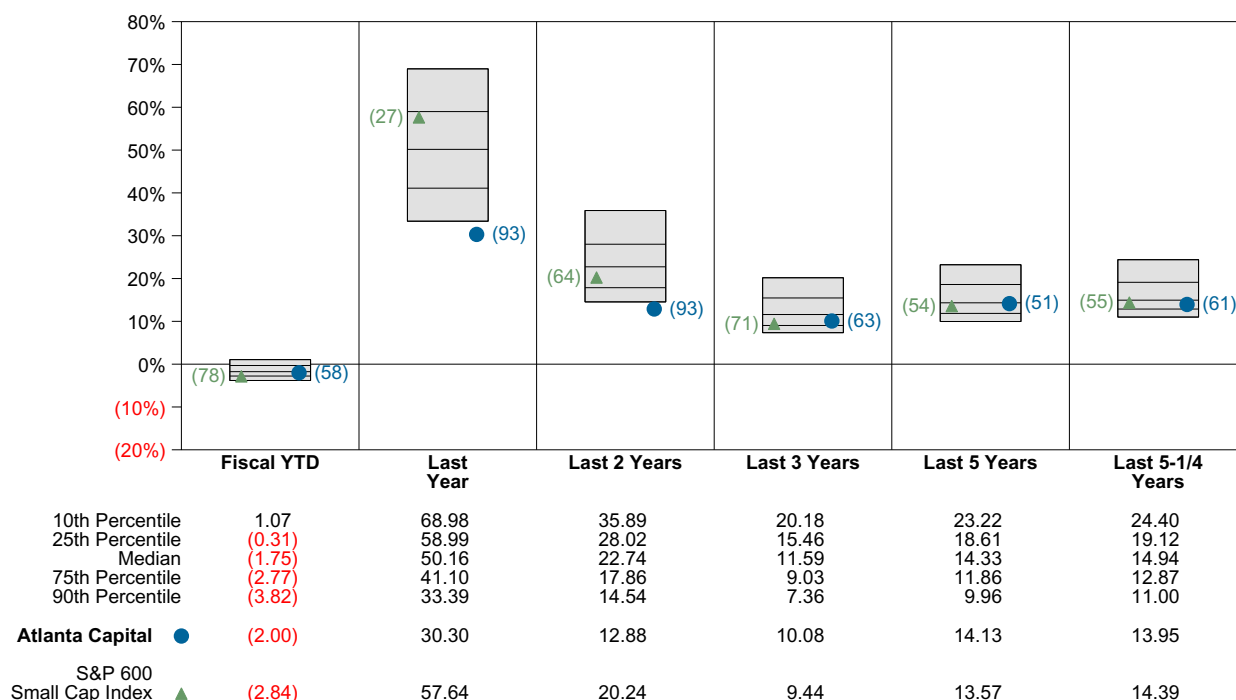 80%
70%
60%
50%
40%
30%
20%
10%
0%
(10%)
(20%)
(78) (58)
(27) (93)
(64) (93)
(71) (63)
(54) (51)
(55) (61)
Fiscal YTD Last Year Last 2 Years Last 3 Years Last 5 Years Last 5-1/4 Years
10th Percentile 1.07 68.98 35.89 20.18 23.22 24.40
25th Percentile (0.31) 58.99 28.02 15.46 18.61 19.12
Median (1.75) 50.16 22.74 11.59 14.33 14.94
75th Percentile (2.77) 41.10 17.86 9.03 11.86 12.87
90th Percentile (3.82) 33.39 14.54 7.36 9.96 11.00
Atlanta Capital (2.00) 30.30 12.88 10.08 14.13 13.95
S&P 600
Small Cap Index (2.84) 57.64 20.24 9.44 13.57 14.39